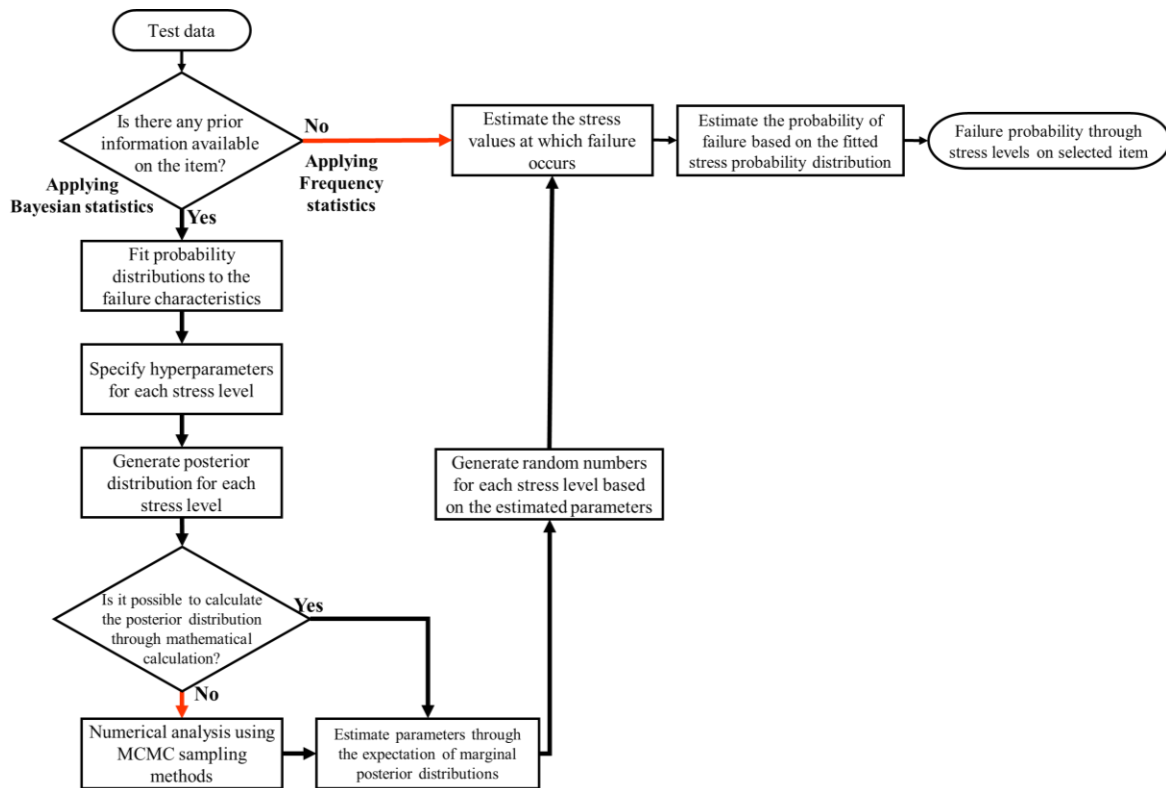 Test data
Is there any prior
information available
on the item?
No
Applying
Frequency
statistics
Applying
Bayesian statistics
Yes
Estimate the stress
values at which failure
occurs
Estimate the probability of
failure based on the fitted
stress probability distribution
Failure probability through
stress levels on selected item
Fit probability
distributions to the
failure characteristics
Specify hyperparameters
for each stress level
Generate posterior
distribution for each
stress level
Generate random numbers
for each stress level based
on the estimated parameters
Is it possible to calculate
the posterior distribution
through mathematical
calculation?
Yes
No
Numerical analysis using
MCMC sampling
methods
Estimate parameters through
the expectation of marginal
posterior distributions